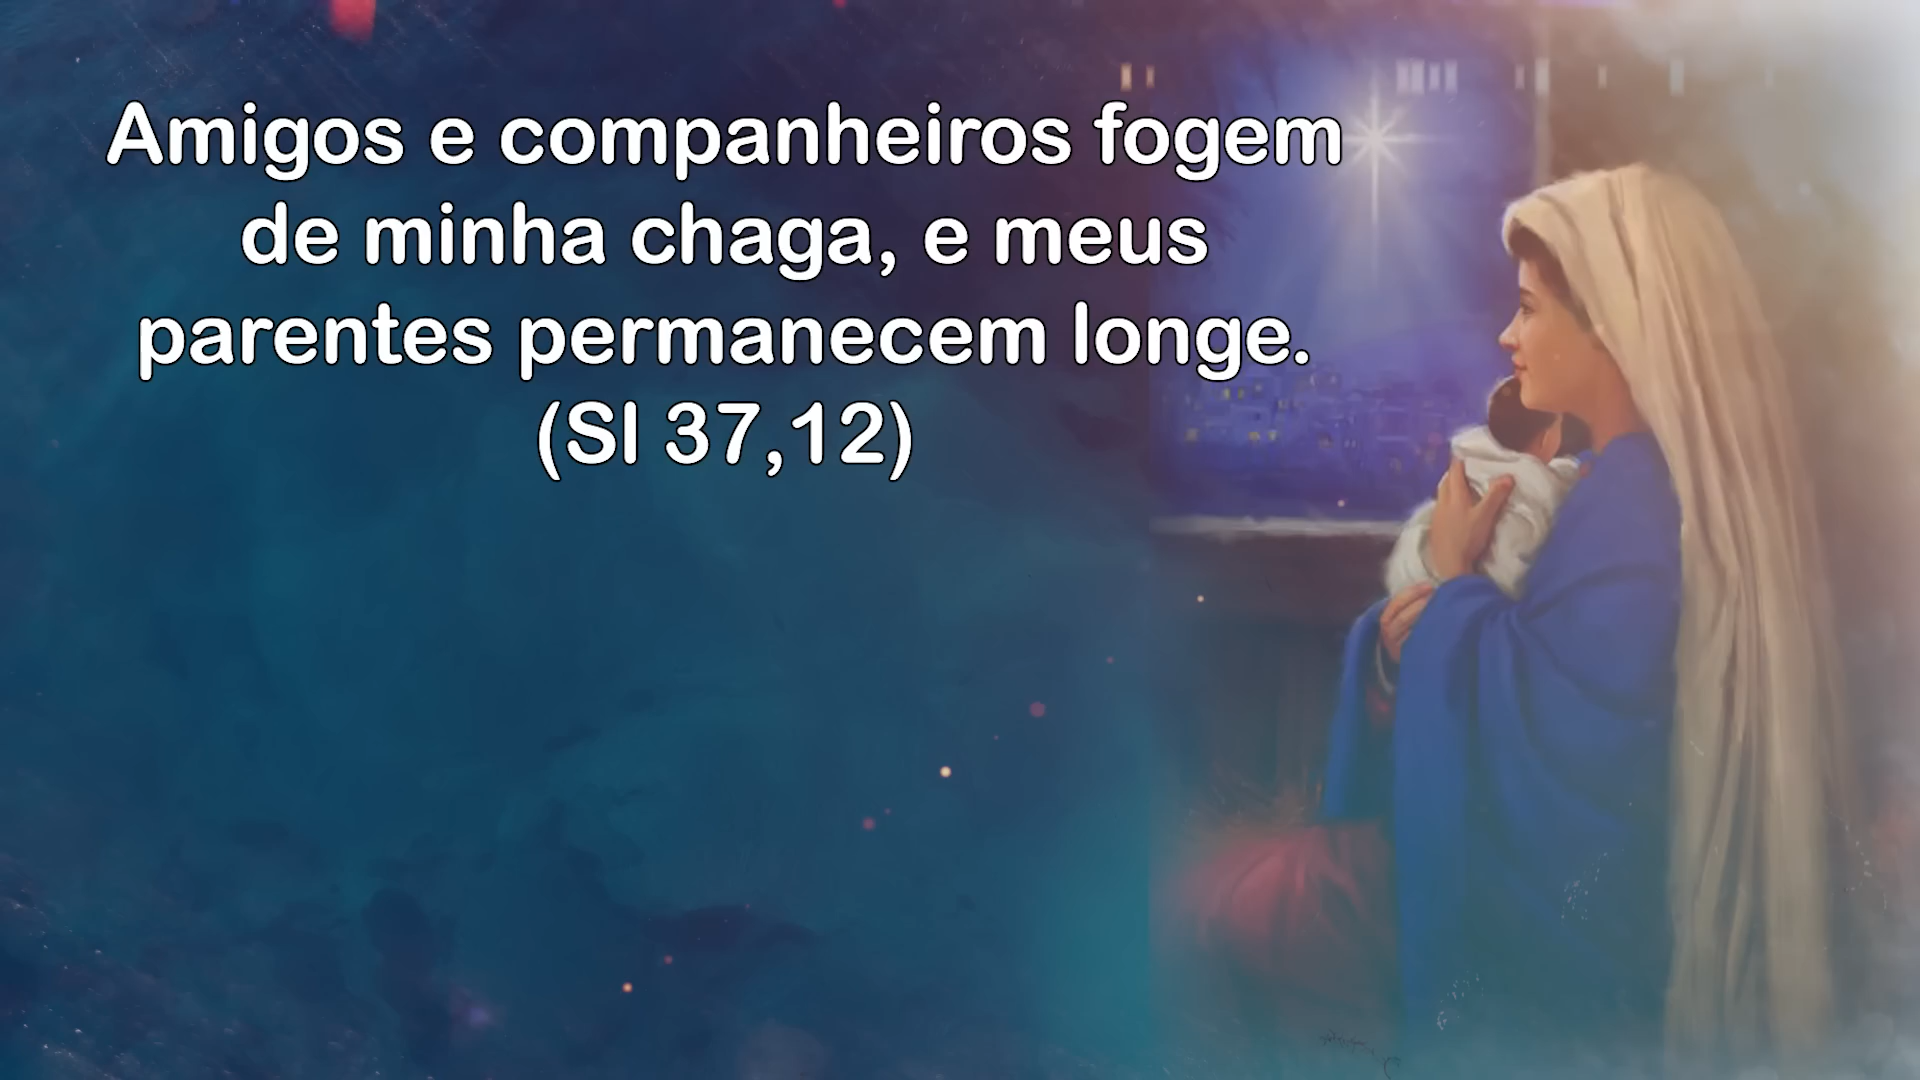 Amigos e companheiros fogem
de minha chaga, e meus
parentes permanecem longe.
(Sl 37,12)